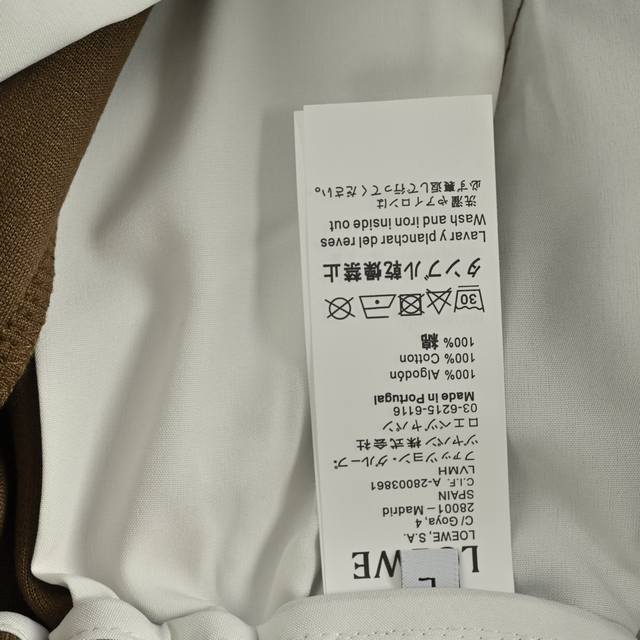 LOEWE
L
LOEWE, S.A.
C/ Goya, 4
28001 – Madrid
SPAIN
C.I.F. A-28003861
LVMH
ファッション・グループ
ジャパン株式会社
ロエベジャパン
03-6215-6116
Made in Portugal
100% Algodón
100% Cotton
100% 綿
30
タンブル乾燥禁止
Lavar y planchar del reves
Wash and iron inside out
洗濯やアイロンは
必ず裏返して行ってください。